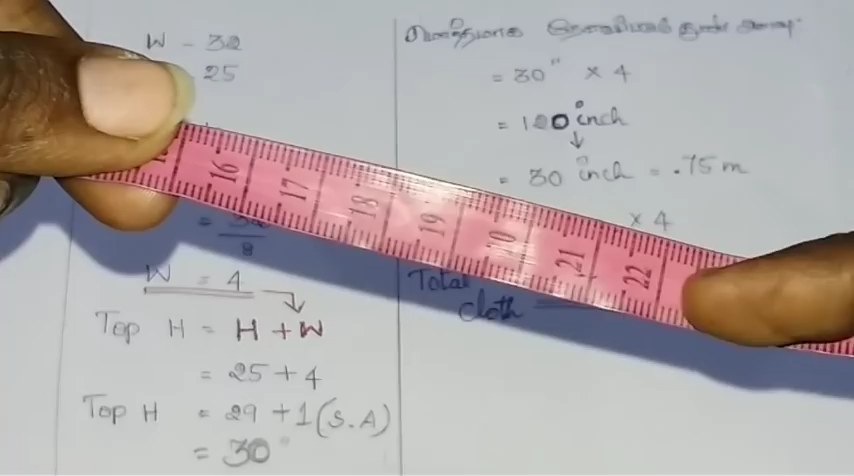 W - 32
25
W = 4
Top H = H + W
= 25 + 4
Top H = 29 + 1 (S.A)
= 30"
= 30" × 4
= 120 inch
↓
= 30 inch = .75 m
× 4
Total
cloth
16 17 18 19 20 21 22